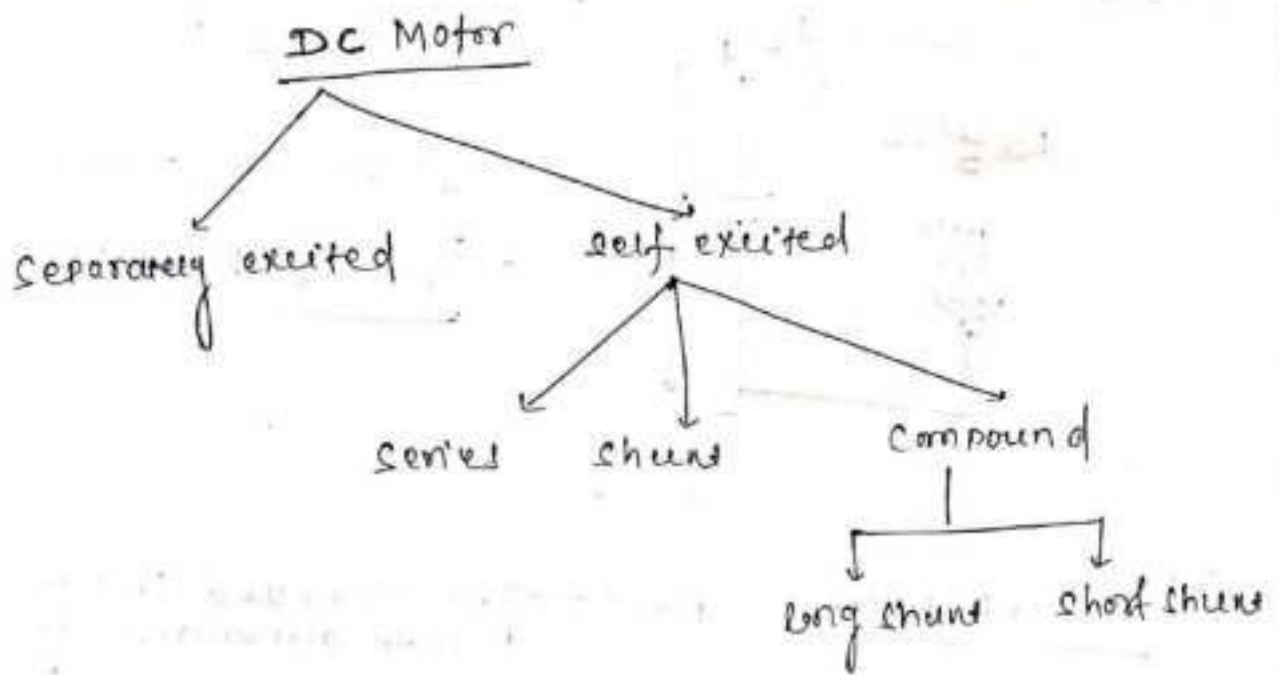 DC Motor
Separately excited
self excited
series
shunt
Compound
long shunt
short shunt